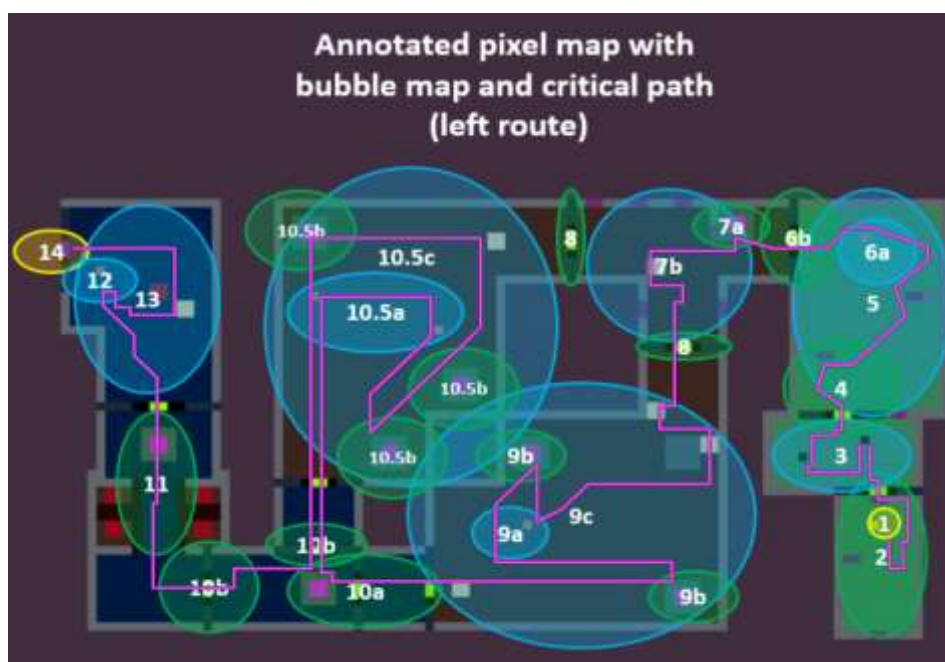 Annotated pixel map with
bubble map and critical path
(left route)
10.5b
8
7a
6b
6a
14
10.5c
7b
12
13
5
10.5a
8
10.5b
4
10.5b
9b
3
11
9c
1
9a
10b
2
10b
10a
9b